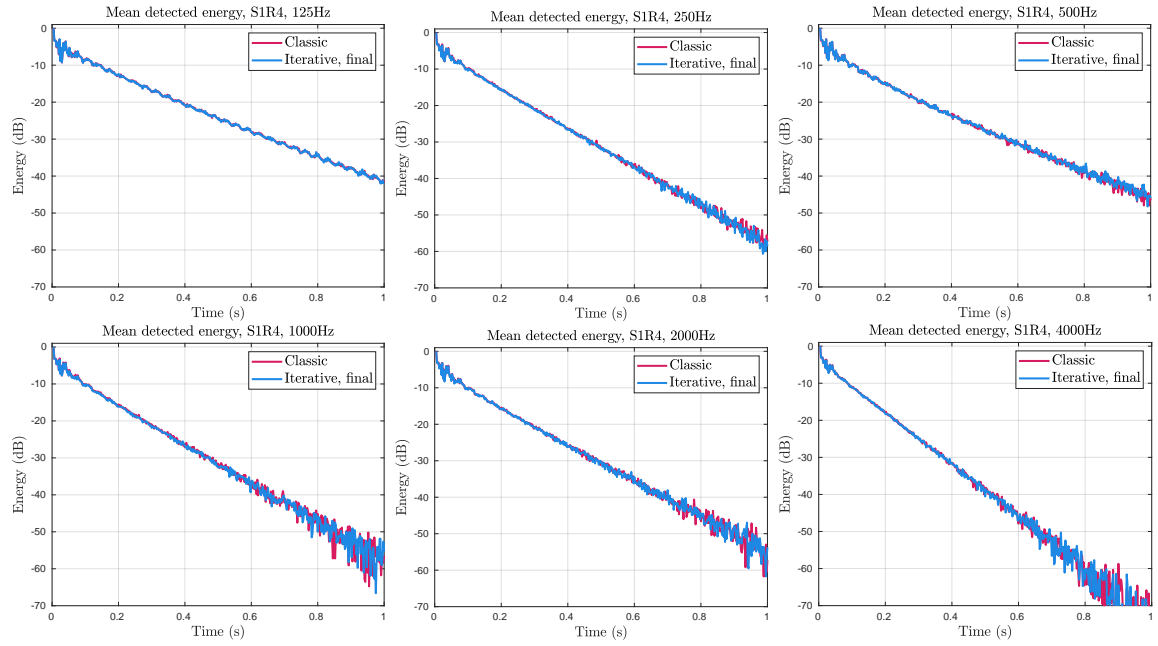 Mean detected energy, S1R4, 125Hz
0
-10
-20
-30
-40
-50
-60
-70
Energy (dB)
Classic
Iterative, final
0 0.2 0.4 0.6 0.8 1
Time (s)
Mean detected energy, S1R4, 250Hz
0
-10
-20
-30
-40
-50
-60
Energy (dB)
Classic
Iterative, final
0 0.2 0.4 0.6 0.8 1
Time (s)
Mean detected energy, S1R4, 500Hz
0
-10
-20
-30
-40
-50
-60
-70
Energy (dB)
Classic
Iterative, final
0 0.2 0.4 0.6 0.8 1
Time (s)
Mean detected energy, S1R4, 1000Hz
0
-10
-20
-30
-40
-50
-60
-70
Energy (dB)
Classic
Iterative, final
0 0.2 0.4 0.6 0.8 1
Time (s)
Mean detected energy, S1R4, 2000Hz
0
-10
-20
-30
-40
-50
-60
-70
Energy (dB)
Classic
Iterative, final
0 0.2 0.4 0.6 0.8 1
Time (s)
Mean detected energy, S1R4, 4000Hz
0
-10
-20
-30
-40
-50
-60
-70
Energy (dB)
Classic
Iterative, final
0 0.2 0.4 0.6 0.8 1
Time (s)